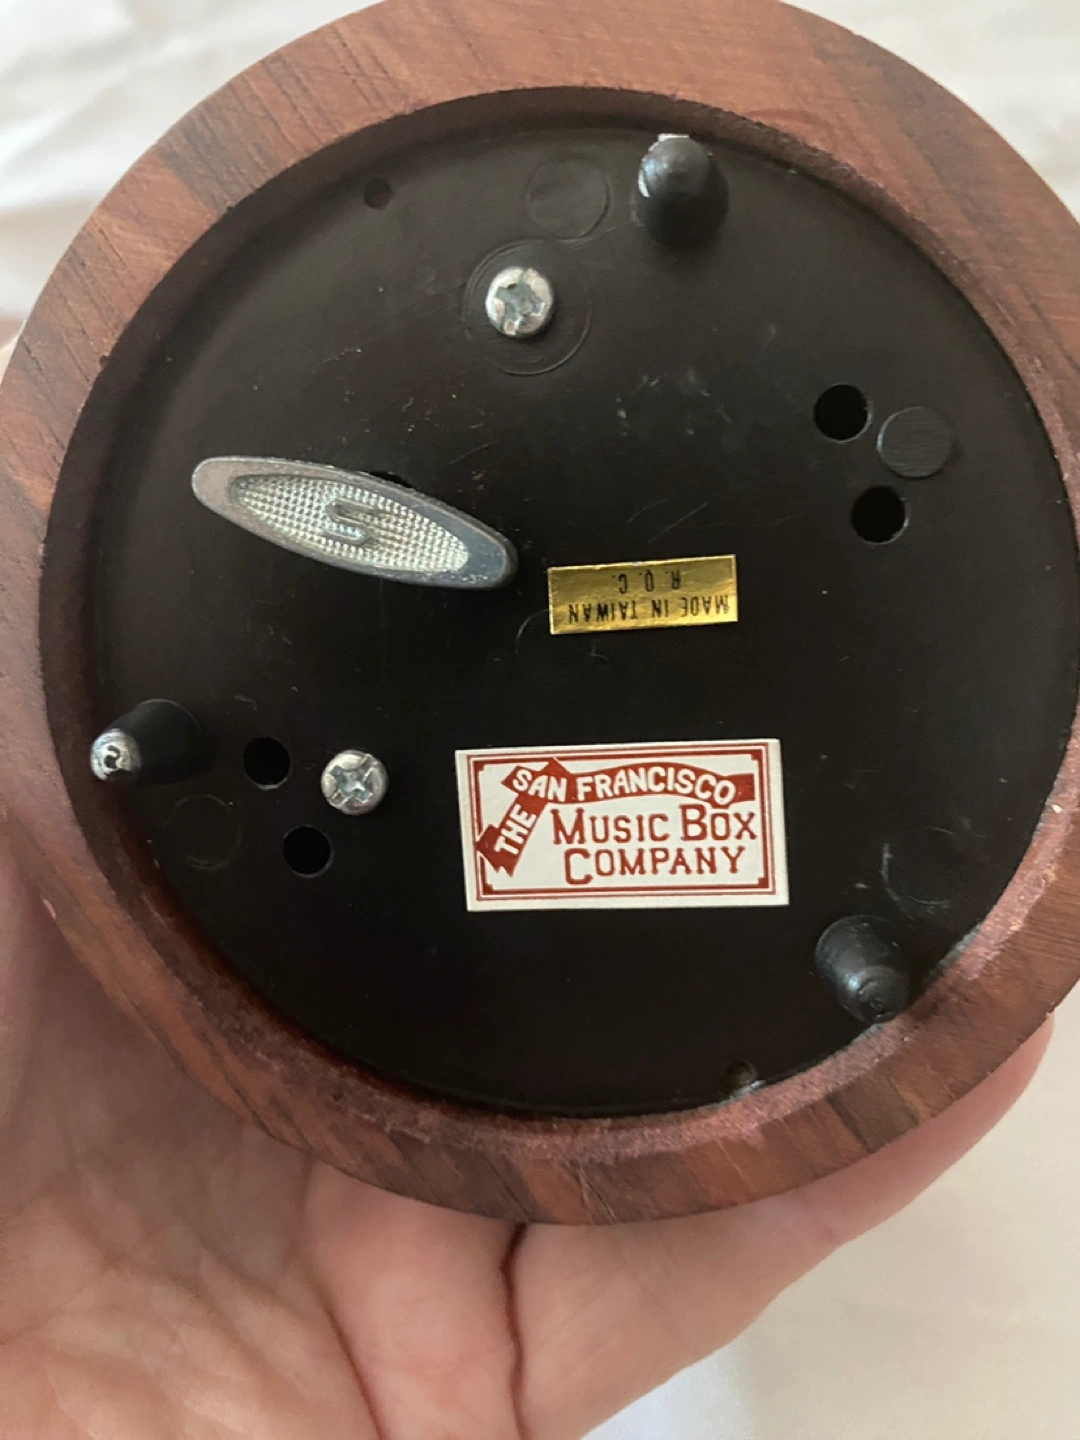 S
MADE IN TAIWAN
R. O. C.
THE SAN FRANCISCO
MUSIC BOX
COMPANY